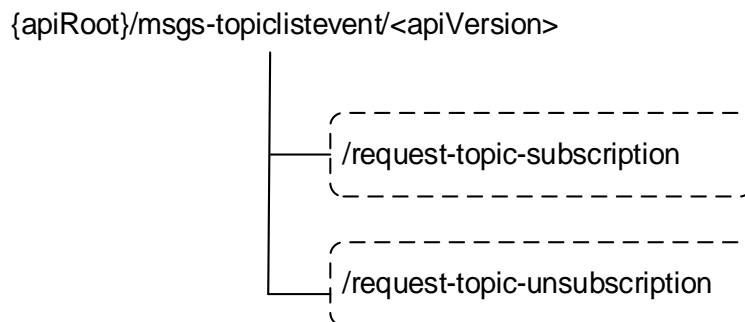 {apiRoot}/msgs-topiclistevent/<apiVersion>
/request-topic-subscription
/request-topic-unsubscription